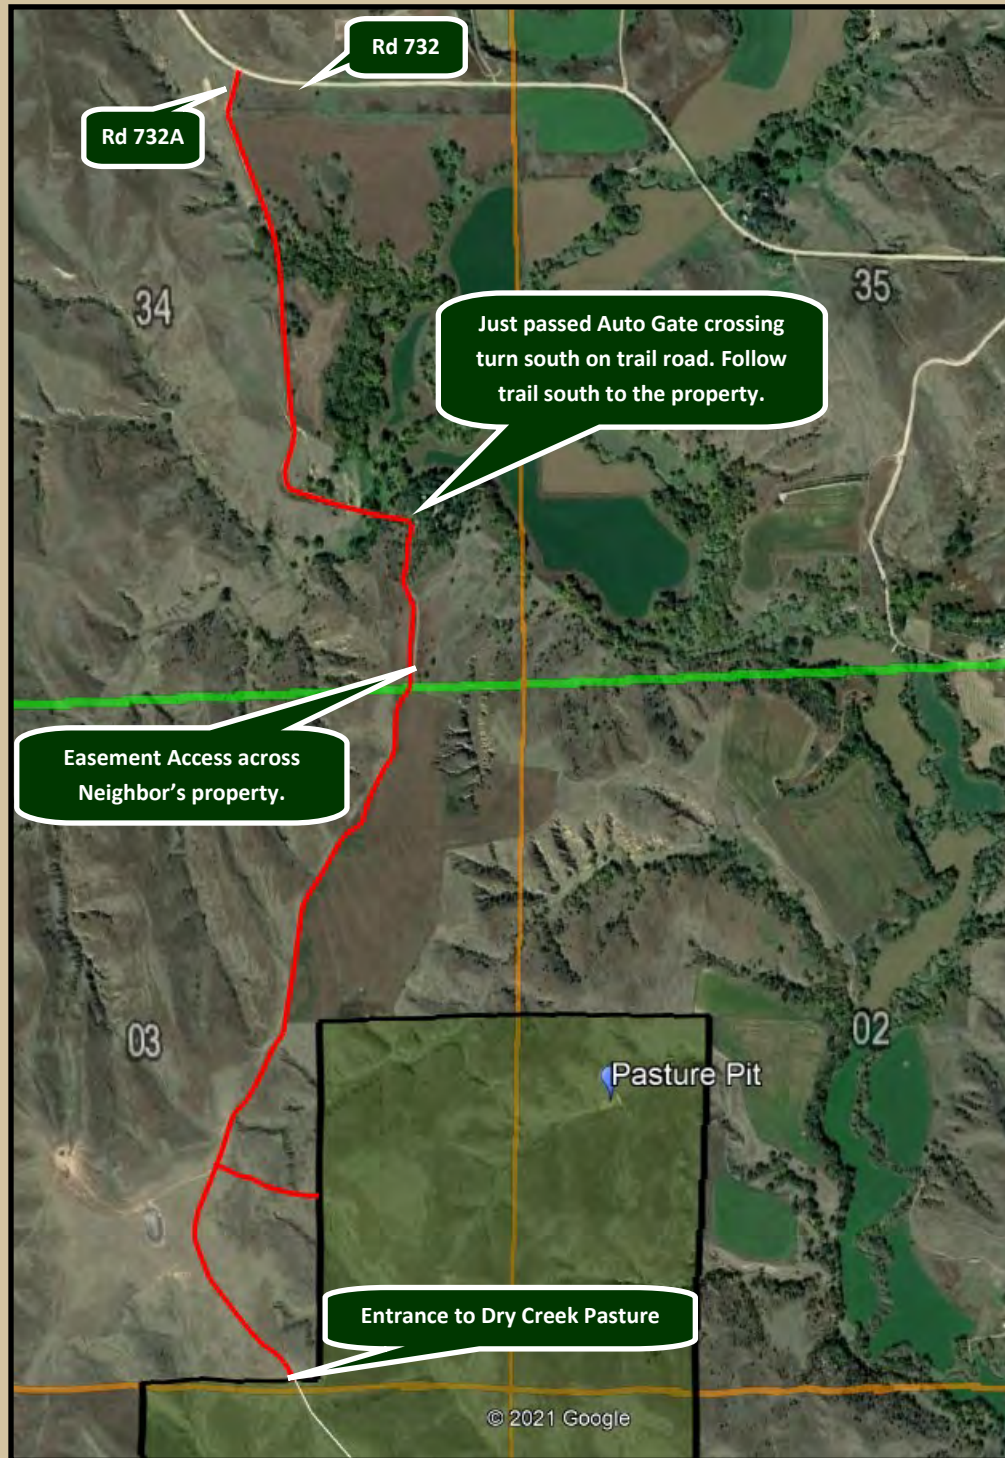 Rd 732
Rd 732A
34
35
Just passed Auto Gate crossing
turn south on trail road. Follow
trail south to the property.
Easement Access across
Neighbor's property.
03
02
Pasture Pit
Entrance to Dry Creek Pasture
© 2021 Google